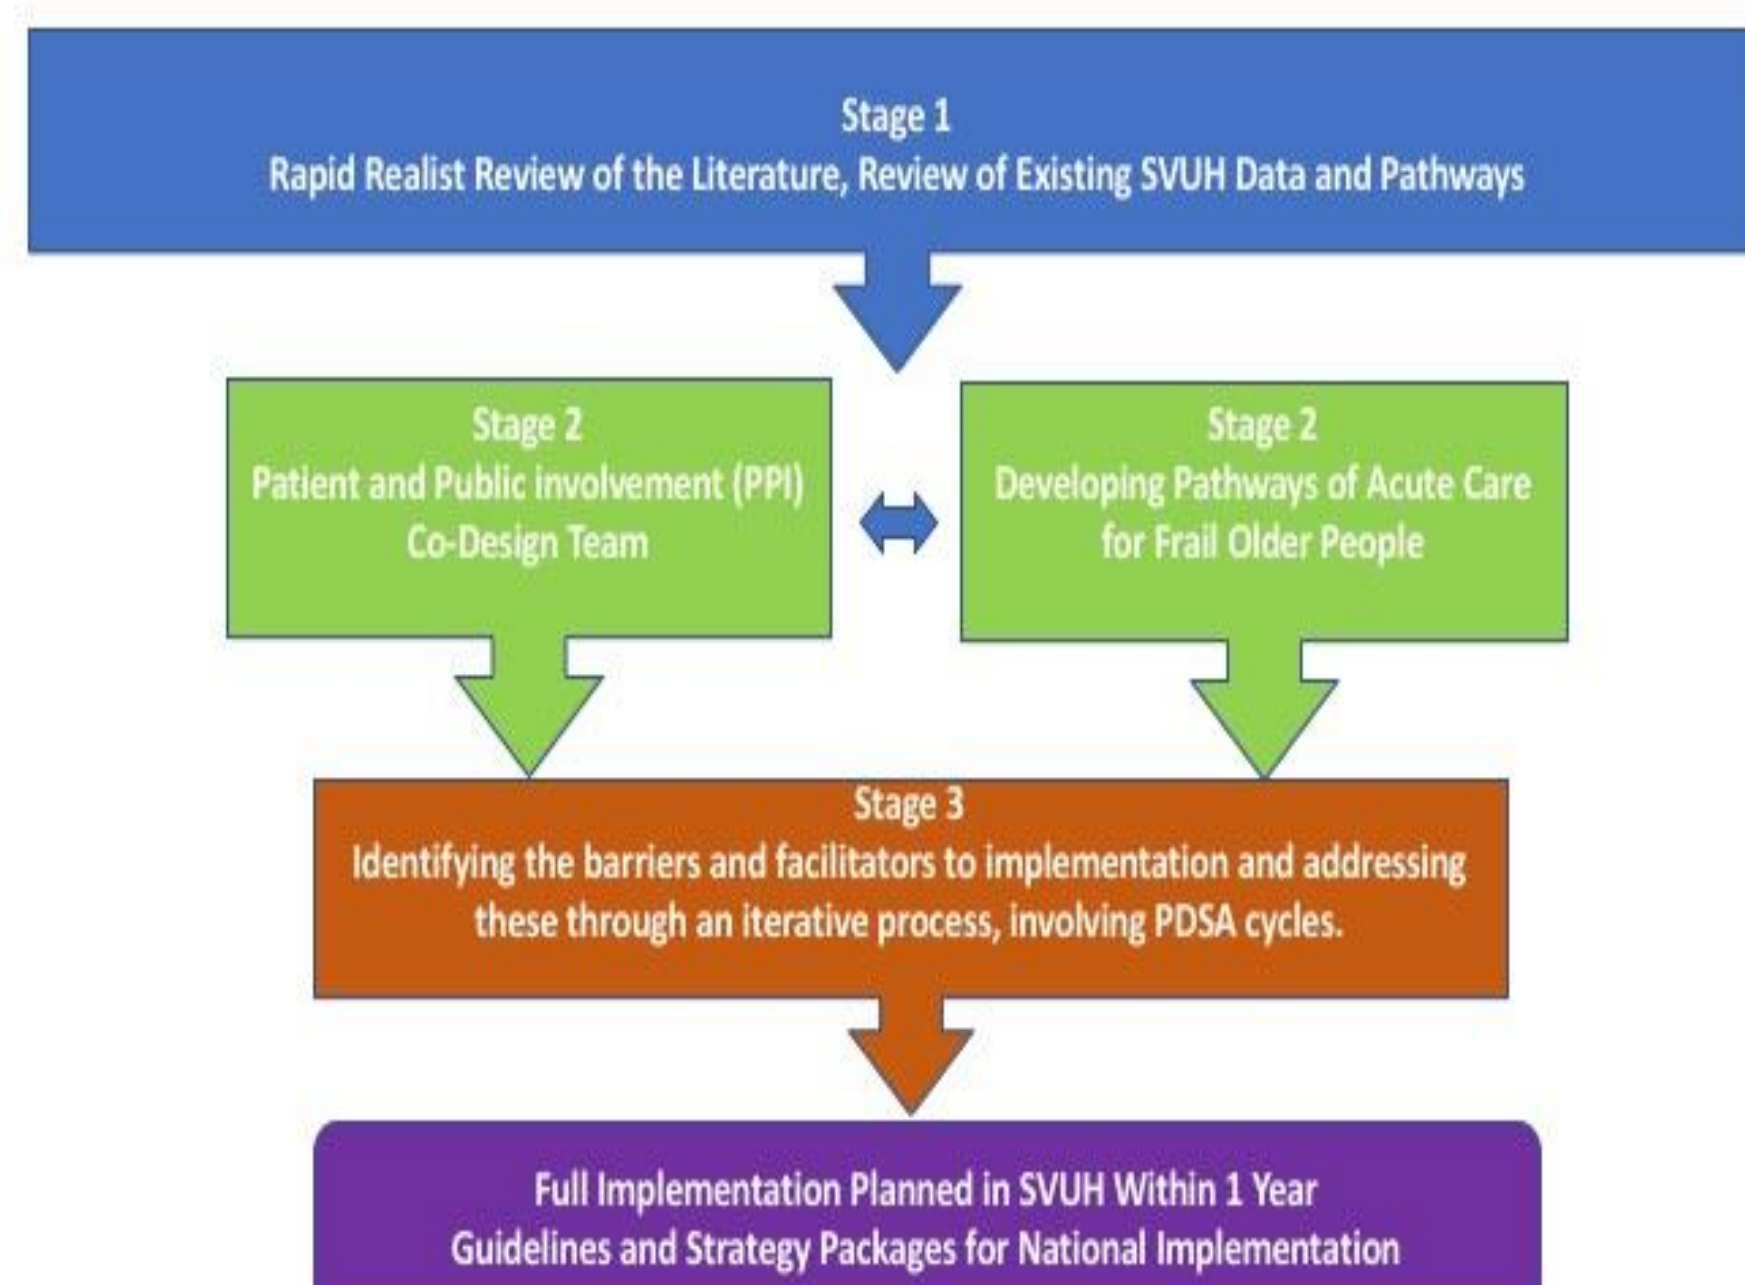 Stage 1
Rapid Realist Review of the Literature, Review of Existing SVUH Data and Pathways
Stage 2
Patient and Public involvement (PPI)
Co-Design Team
Stage 2
Developing Pathways of Acute Care
for Frail Older People
Stage 3
Identifying the barriers and facilitators to implementation and addressing
these through an iterative process, involving PDSA cycles.
Full Implementation Planned in SVUH Within 1 Year
Guidelines and Strategy Packages for National Implementation